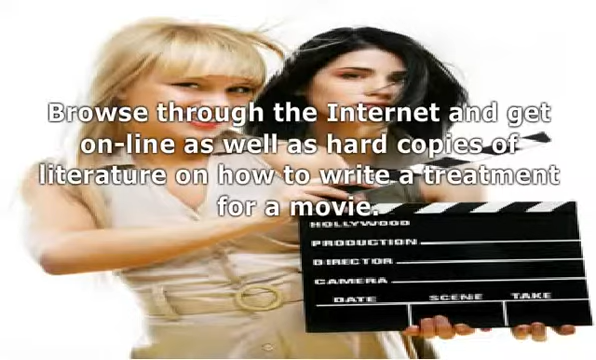 Browse through the Internet and get
on-line as well as hard copies of
literature on how to write a treatment
for a movie.
HOLLYWOOD
PRODUCTION
DIRECTOR
CAMERA
DATE SCENE TAKE